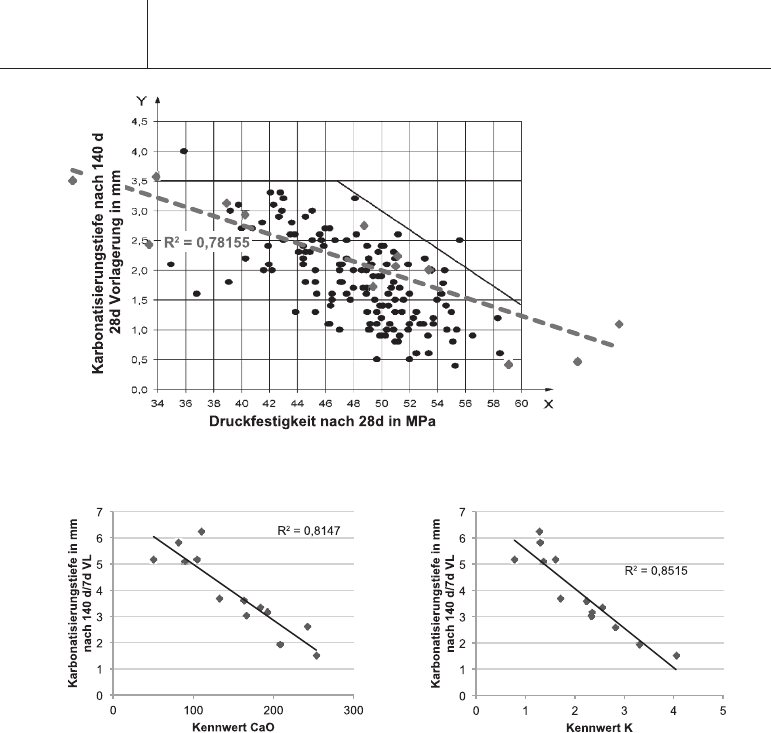 Y
4,5
4,0
3,5
3,0
2,5
2,0
1,5
1,0
0,5
0,0
Karbonatisierungstiefe nach 140 d
28d Vorlagerung in mm
R² = 0,78155
34 36 38 40 42 44 46 48 50 52 54 56 58 60 X
Druckfestigkeit nach 28d in MPa
7
6
5
4
3
2
1
0
Karbonatisierungstiefe in mm
nach 140 d/7d VL
R² = 0,8147
0 100 200 300
Kennwert CaO
7
6
5
4
3
2
1
0
Karbonatisierungstiefe in mm
nach 140 d/7d VL
R² = 0,8515
0 1 2 3 4 5
Kennwert K